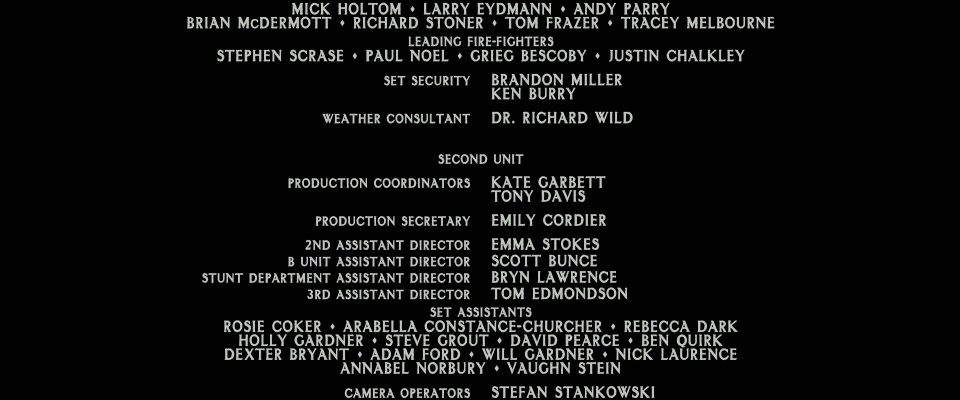 MICK HOLTOM ♦ LARRY EYDMANN ♦ ANDY PARRY
BRIAN McDERMOTT ♦ RICHARD STONER ♦ TOM FRAZER ♦ TRACEY MELBOURNE
LEADING FIRE-FIGHTERS
STEPHEN SCRASE ♦ PAUL NOEL ♦ GRIEG BESCOBY ♦ JUSTIN CHALKLEY
SET SECURITY BRANDON MILLER
KEN BURRY
WEATHER CONSULTANT DR. RICHARD WILD
SECOND UNIT
PRODUCTION COORDINATORS KATE GARBETT
TONY DAVIS
PRODUCTION SECRETARY EMILY CORDIER
2ND ASSISTANT DIRECTOR EMMA STOKES
B UNIT ASSISTANT DIRECTOR SCOTT BUNCE
STUNT DEPARTMENT ASSISTANT DIRECTOR BRYN LAWRENCE
3RD ASSISTANT DIRECTOR TOM EDMONDSON
SET ASSISTANTS
ROSIE COKER ♦ ARABELLA CONSTANCE-CHURCHER ♦ REBECCA DARK
HOLLY GARDNER ♦ STEVE GROUT ♦ DAVID PEARCE ♦ BEN QUIRK
DEXTER BRYANT ♦ ADAM FORD ♦ WILL GARDNER ♦ NICK LAURENCE
ANNABEL NORBURY ♦ VAUGHN STEIN
CAMERA OPERATORS STEFAN STANKOWSKI